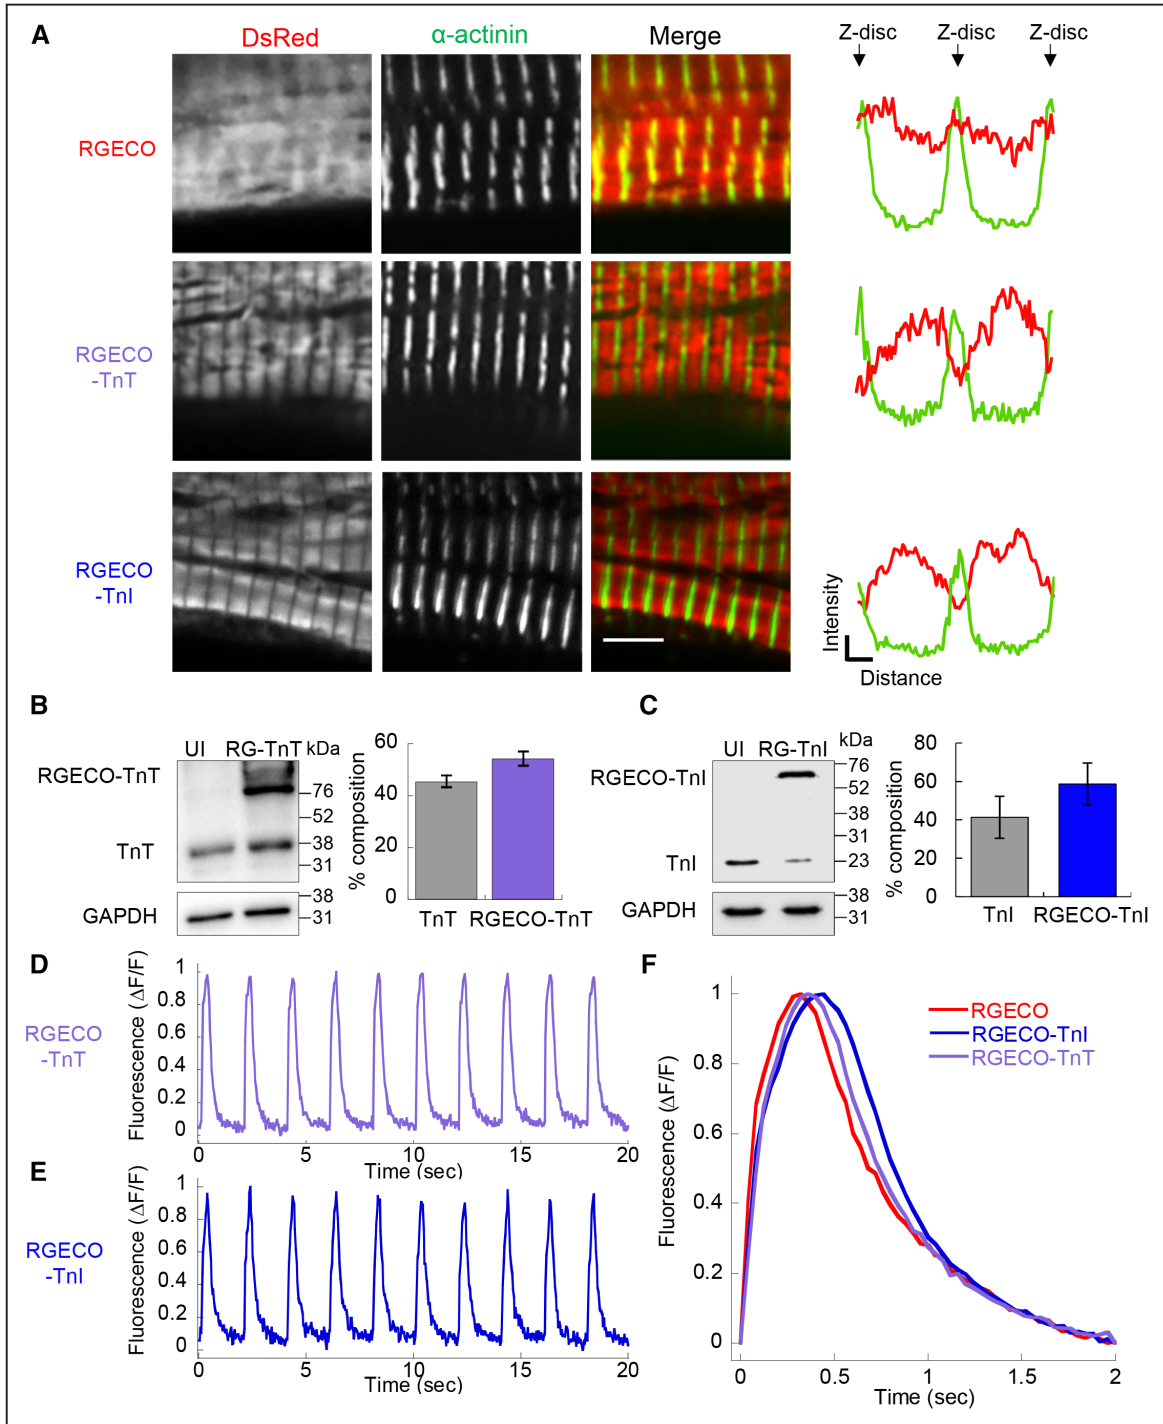 A
DsRed
α-actinin
Merge
Z-disc
Z-disc
Z-disc
RGECO
RGECO
-TnT
RGECO
-TnI
Intensity
Distance
B
UI
RG-TnT
kDa
RGECO-TnT
76
52
TnT
38
31
GAPDH
38
31
% composition
60
40
20
0
TnT
RGECO-TnT
C
UI
RG-TnI
kDa
RGECO-TnI
76
52
38
31
TnI
23
GAPDH
38
31
% composition
80
60
40
20
0
TnI
RGECO-TnI
D
RGECO
-TnT
Fluorescence (ΔF/F)
1
0.8
0.6
0.4
0.2
0
0
5
10
15
20
Time (sec)
E
RGECO
-TnI
Fluorescence (ΔF/F)
1
0.8
0.6
0.4
0.2
0
0
5
10
15
20
Time (sec)
F
Fluorescence (ΔF/F)
1
0.8
0.6
0.4
0.2
0
RGECO
RGECO-TnI
RGECO-TnT
0
0.5
1
1.5
2
Time (sec)